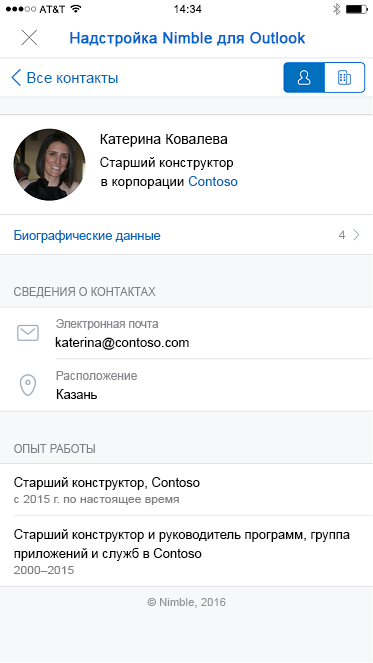 AT&T 14:34
Надстройка Nimble для Outlook
Все контакты
Катерина Ковалева
Старший конструктор
в корпорации Contoso
Биографические данные 4
СВЕДЕНИЯ О КОНТАКТАХ
Электронная почта
katerina@contoso.com
Расположение
Казань
ОПЫТ РАБОТЫ
Старший конструктор, Contoso
с 2015 г. по настоящее время
Старший конструктор и руководитель программ, группа
приложений и служб в Contoso
2000–2015
© Nimble, 2016